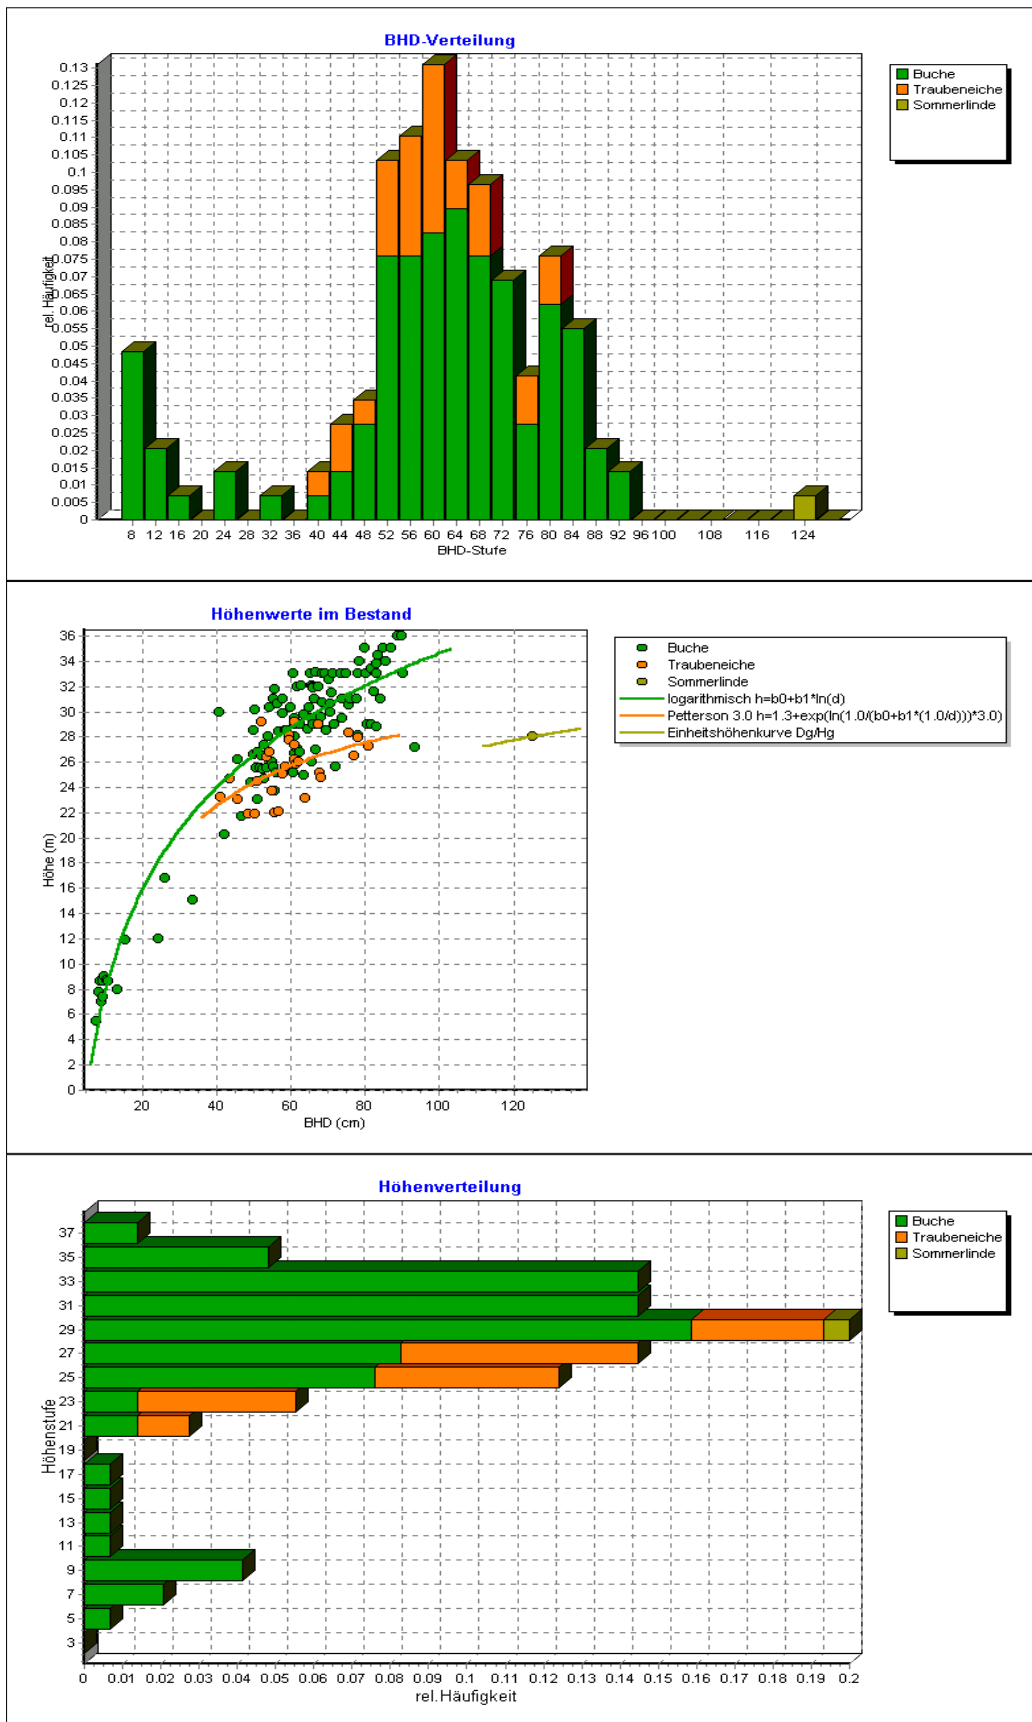 BHD-Verteilung
0.13
0.125
0.12
0.115
0.11
0.105
0.1
0.095
0.09
0.085
0.08
0.075
0.07
0.065
0.06
0.055
0.05
0.045
0.04
0.035
0.03
0.025
0.02
0.015
0.01
0.005
0
rel. Häufigkeit
8 12 16 20 24 28 32 36 40 44 48 52 56 60 64 68 72 76 80 84 88 92 96 100 108 116 124
BHD-Stufe
Buche
Traubeneiche
Sommerlinde
Höhenwerte im Bestand
36
34
32
30
28
26
24
22
20
18
16
14
12
10
8
6
4
2
0
Höhe (m)
20 40 60 80 100 120
BHD (cm)
Buche
Traubeneiche
Sommerlinde
logarithmisch h=b0+b1*ln(d)
Petterson 3.0 h=1.3+exp(ln(1.0/(b0+b1*(1.0/d)))*3.0)
Einheitshöhenkurve Dg/Hg
Höhenverteilung
37
35
33
31
29
27
25
23
21
19
17
15
13
11
9
7
5
3
Höhenstufe
0 0.01 0.02 0.03 0.04 0.05 0.06 0.07 0.08 0.09 0.1 0.11 0.12 0.13 0.14 0.15 0.16 0.17 0.18 0.19 0.2
rel. Häufigkeit
Buche
Traubeneiche
Sommerlinde